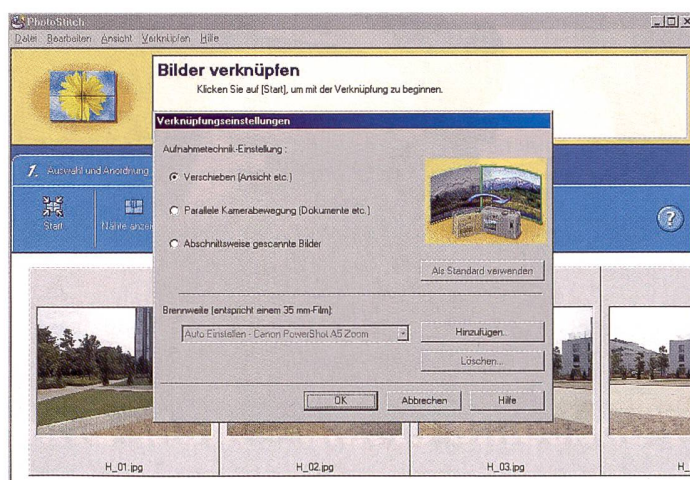 PhotoStitch
Datei Bearbeiten Ansicht Verknüpfen Hilfe
Bilder verknüpfen
Klicken Sie auf [Start], um mit der Verknüpfung zu beginnen.
Verknüpfungseinstellungen
Aufnahmetechnik-Einstellung :
1. Auswahl und Anordnung
Verschieben (Ansicht etc.)
Parallele Kamerabewegung (Dokumente etc.)
Start
Nähte anzei
Abschnittsweise gescannte Bilder
Als Standard verwenden
Brennweite (entspricht einem 35 mm-Film):
Auto Einstellen - Canon PowerShot A5 Zoom
Hinzufügen...
Löschen...
OK Abbrechen Hilfe
H_01.jpg H_02.jpg H_03.jpg H_